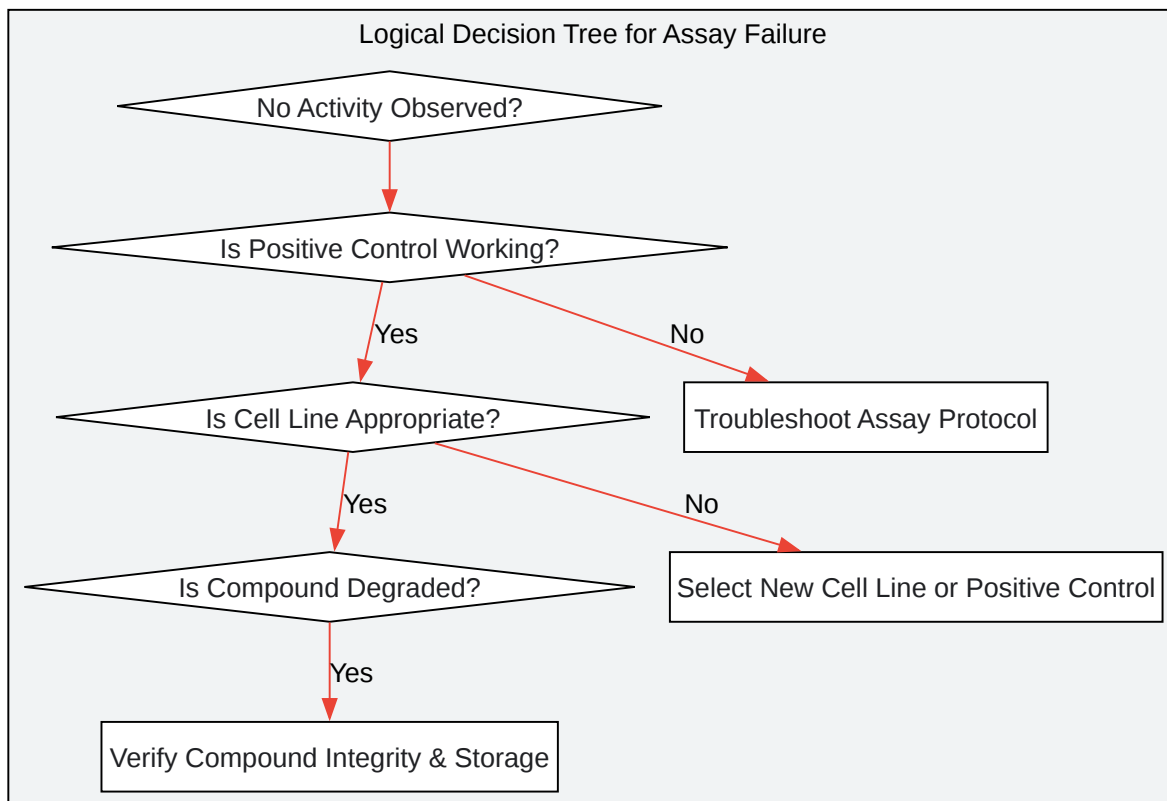 Logical Decision Tree for Assay Failure
No Activity Observed?
Is Positive Control Working?
Yes
No
Is Cell Line Appropriate?
Troubleshoot Assay Protocol
Yes
No
Is Compound Degraded?
Select New Cell Line or Positive Control
Yes
Verify Compound Integrity & Storage